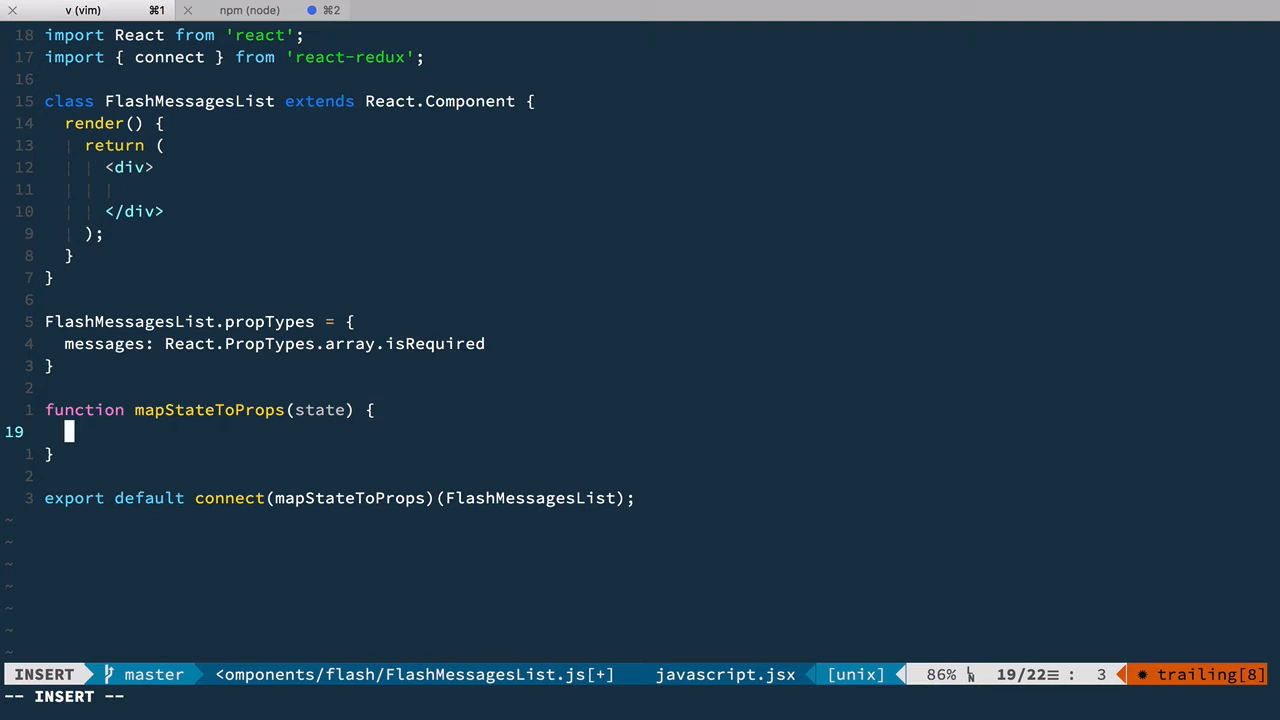 v (vim) ⌘1 npm (node) ⌘2
18 import React from 'react';
17 import { connect } from 'react-redux';
16
15 class FlashMessagesList extends React.Component {
14   render() {
13     return (
12       <div>
11
10       </div>
9     );
8   }
7 }
6
5 FlashMessagesList.propTypes = {
4   messages: React.PropTypes.array.isRequired
3 }
2
1 function mapStateToProps(state) {
19
1 }
2
3 export default connect(mapStateToProps)(FlashMessagesList);
~
~
~
~
~
~
~
INSERT master <omponents/flash/FlashMessagesList.js[+] javascript.jsx [unix] 86% 19/22≡ : 3 ✹ trailing[8]
-- INSERT --